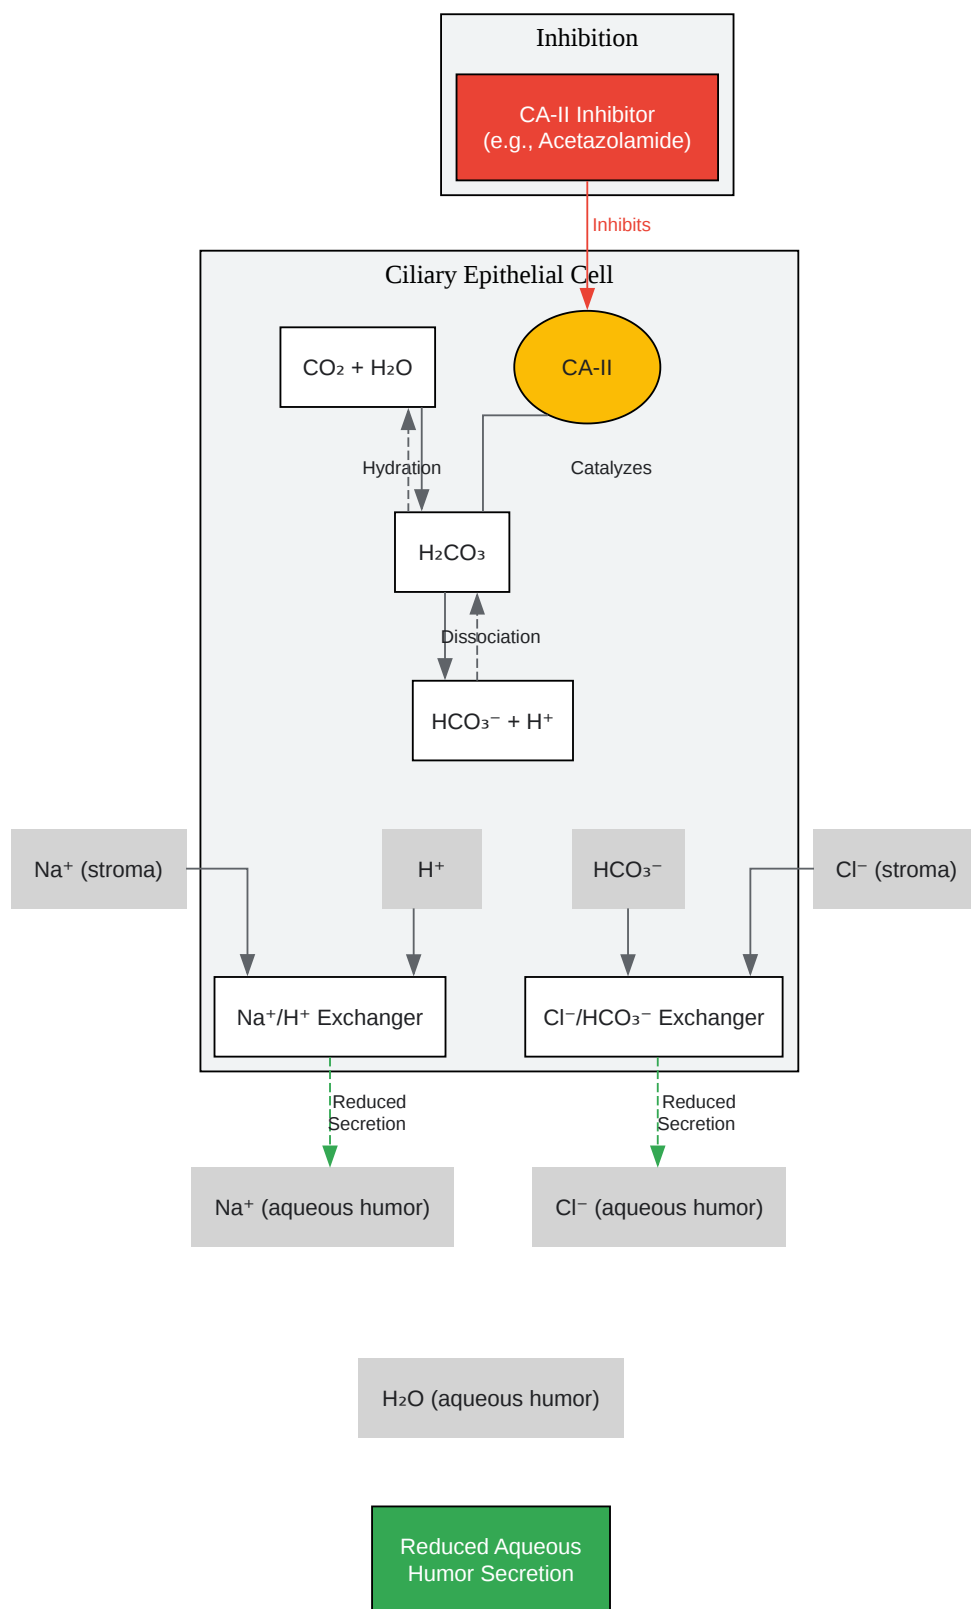 Inhibition
CA-II Inhibitor
(e.g., Acetazolamide)
Inhibits
Ciliary Epithelial Cell
CO₂ + H₂O
CA-II
Hydration
Catalyzes
H₂CO₃
Dissociation
HCO₃⁻ + H⁺
Na⁺ (stroma)
H⁺
HCO₃⁻
Cl⁻ (stroma)
Na⁺/H⁺ Exchanger
Cl⁻/HCO₃⁻ Exchanger
Reduced
Secretion
Reduced
Secretion
Na⁺ (aqueous humor)
Cl⁻ (aqueous humor)
H₂O (aqueous humor)
Reduced Aqueous
Humor Secretion